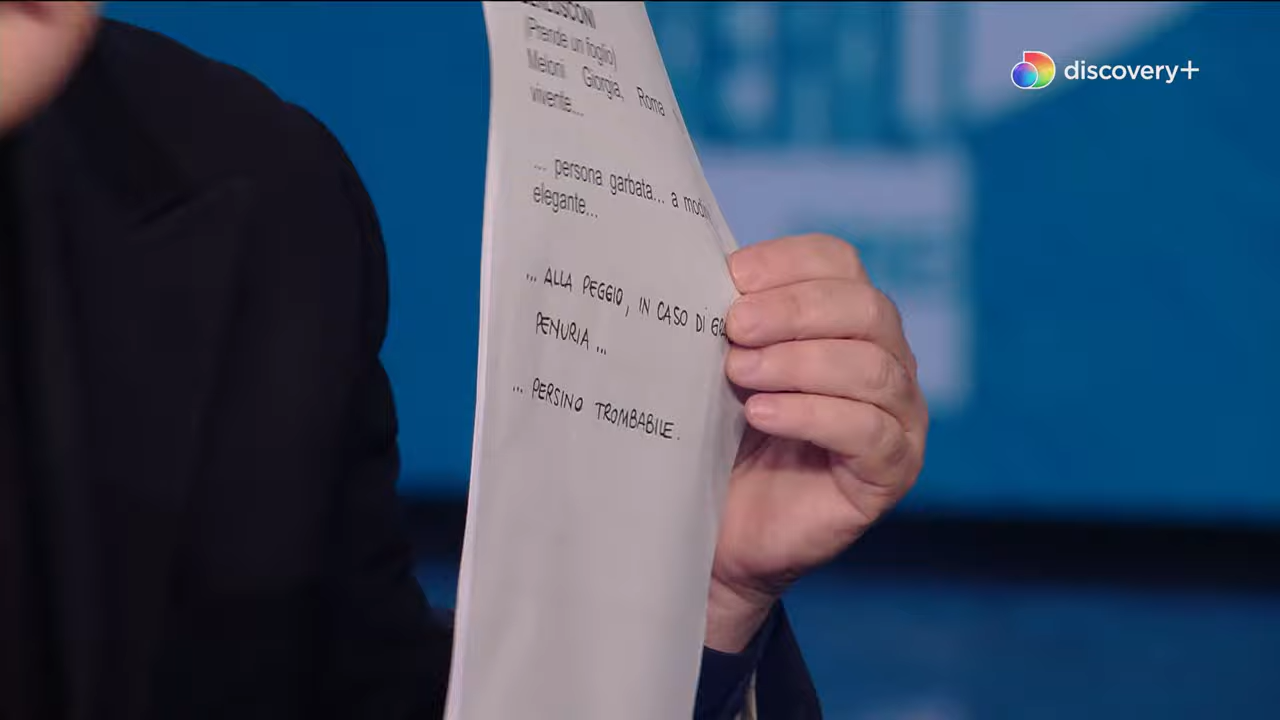 discovery+
(Prende un foglio)
Meloni Giorgia, Roma
vivente...
... persona garbata... a
elegante...
... ALLA PEGGIO, IN CASO DI
PENURIA ...
... PERSINO TROMBABILE.